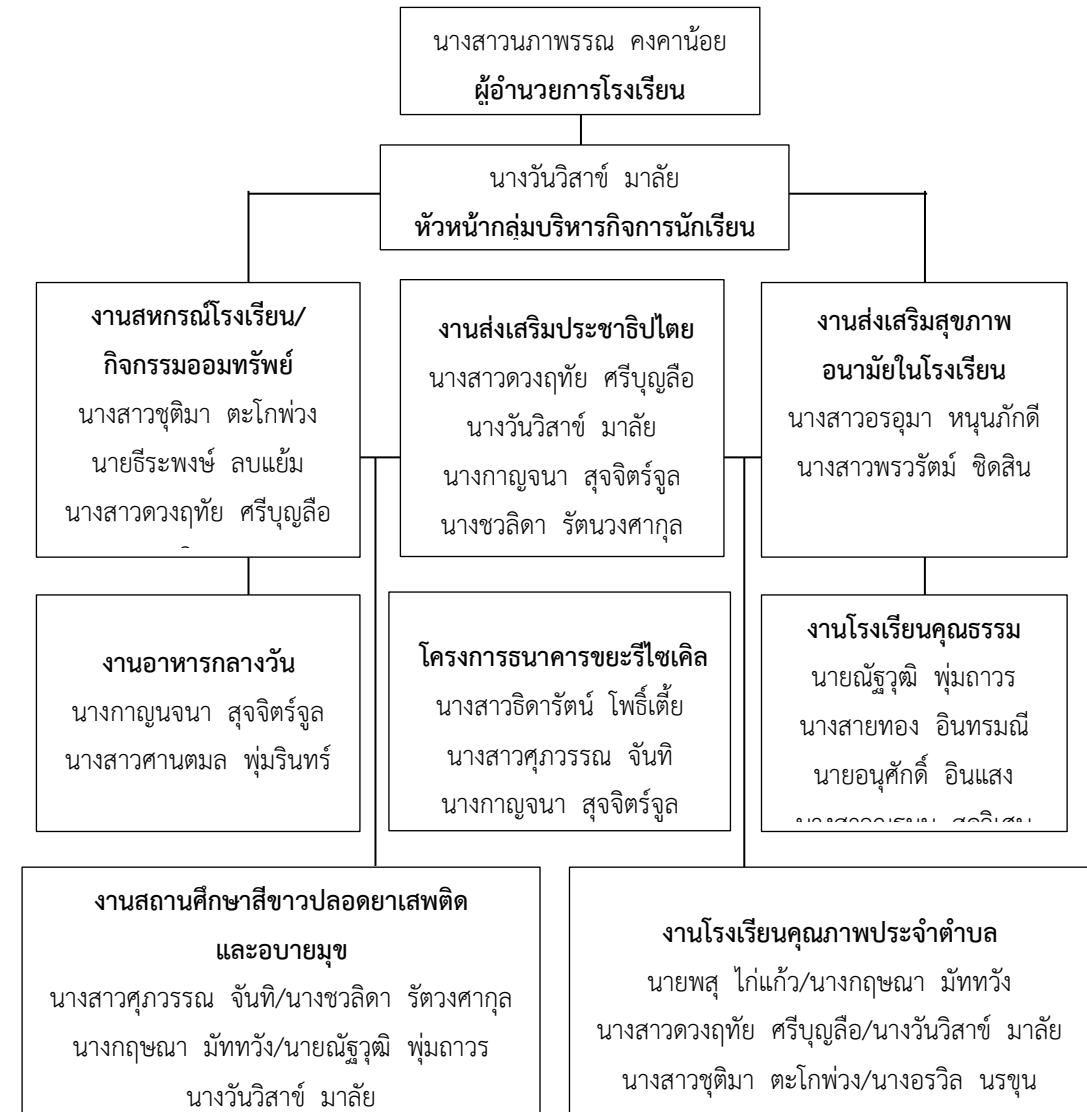 นางสาวนภาพรรณ คงคาน้อย
ผู้อำนวยการโรงเรียน
นางวันวิสาข์ มาลัย
หัวหน้ากลุ่มบริหารกิจการนักเรียน
งานสหกรณ์โรงเรียน/
กิจกรรมออมทรัพย์
นางสาวชุติมา ตะโกพ่วง
นายธีระพงษ์ ลบแย้ม
นางสาวดวงฤทัย ศรีบุญลือ
งานส่งเสริมประชาธิปไตย
นางสาวดวงฤทัย ศรีบุญลือ
นางวันวิสาข์ มาลัย
นางกาญจนา สุจจิตร์จูล
นางชวลิดา รัตนวงศากุล
งานส่งเสริมสุขภาพ
อนามัยในโรงเรียน
นางสาวอรอุมา หนุนภักดี
นางสาวพรวรัตม์ ชิดสิน
งานอาหารกลางวัน
นางกาญนจนา สุจจิตร์จูล
นางสาวศานตมล พุ่มรินทร์
โครงการธนาคารขยะรีไซเคิล
นางสาวธิดารัตน์ โพธิ์เตี้ย
นางสาวศุภวรรณ จันทิ
นางกาญจนา สุจจิตร์จูล
งานโรงเรียนคุณธรรม
นายณัฐวุฒิ พุ่มถาวร
นางสายทอง อินทรมณี
นายอนุศักดิ์ อินแสง
งานสถานศึกษาสีขาวปลอดยาเสพติด
และอบายมุข
นางสาวศุภวรรณ จันทิ/นางชวลิดา รัตวงศากุล
นางกฤษณา มัททวัง/นายณัฐวุฒิ พุ่มถาวร
นางวันวิสาข์ มาลัย
งานโรงเรียนคุณภาพประจำตำบล
นายพสุ ไก่แก้ว/นางกฤษณา มัททวัง
นางสาวดวงฤทัย ศรีบุญลือ/นางวันวิสาข์ มาลัย
นางสาวชุติมา ตะโกพ่วง/นางอรวิล นรขุน